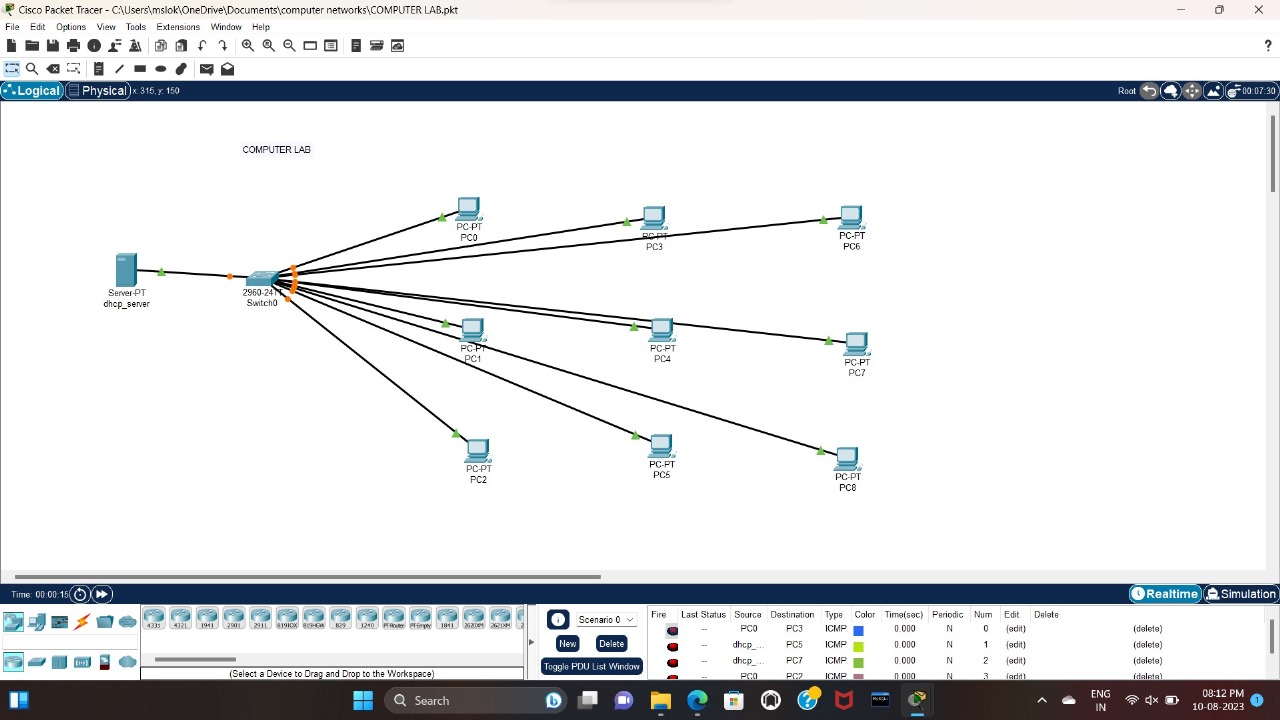 Cisco Packet Tracer - C:\Users\mslok\OneDrive\Documents\computer networks\COMPUTER LAB.pkt
File Edit Options View Tools Extensions Window Help
?
Logical Physical x: 315, y: 150 Root 00:07:30
COMPUTER LAB
PC-PT
PC0
PC-PT
PC3
PC-PT
PC6
Server-PT
dhcp_server
2960-24TT
Switch0
PC-PT
PC1
PC-PT
PC4
PC-PT
PC7
PC-PT
PC2
PC-PT
PC5
PC-PT
PC8
Time: 00:00:15 Realtime Simulation
4331 4321 1941 2901 2911 819IOX 819HGW 829 1240 PT-Router PT-Empty 1841 2620XM 2621XM
(Select a Device to Drag and Drop to the Workspace)
Scenario 0
New Delete
Toggle PDU List Window
Fire Last Status Source Destination Type Color Time(sec) Periodic Num Edit Delete
-- PC0 PC3 ICMP 0.000 N 0 (edit) (delete)
-- dhcp_... PC5 ICMP 0.000 N 1 (edit) (delete)
-- dhcp_... PC7 ICMP 0.000 N 2 (edit) (delete)
-- PC0 PC2 ICMP 0.000 N 3 (edit) (delete)
Search
ENG
IN
08:12 PM
10-08-2023
1